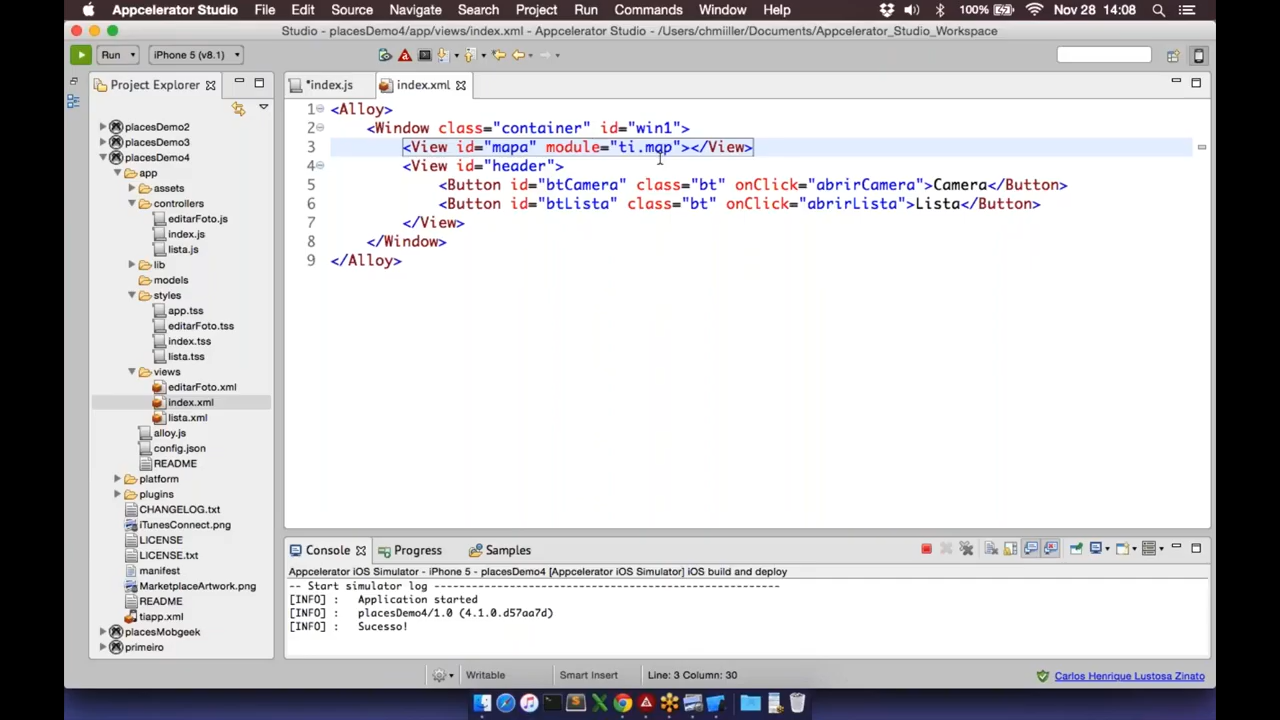 Appcelerator Studio File Edit Source Navigate Search Project Run Commands Window Help 100% Nov 28 14:08
Studio - placesDemo4/app/views/index.xml - Appcelerator Studio - /Users/chmiiller/Documents/Appcelerator_Studio_Workspace
Run iPhone 5 (v8.1)
Project Explorer
placesDemo2
placesDemo3
placesDemo4
app
assets
controllers
editarFoto.js
index.js
lista.js
lib
models
styles
app.tss
editarFoto.tss
index.tss
lista.tss
views
editarFoto.xml
index.xml
lista.xml
alloy.js
config.json
README
platform
plugins
CHANGELOG.txt
iTunesConnect.png
LICENSE
LICENSE.txt
manifest
MarketplaceArtwork.png
README
tiapp.xml
placesMobgeek
primeiro
*index.js index.xml
1 <Alloy>
2 <Window class="container" id="win1">
3 <View id="mapa" module="ti.map"></View>
4 <View id="header">
5 <Button id="btCamera" class="bt" onClick="abrirCamera">Camera</Button>
6 <Button id="btLista" class="bt" onClick="abrirLista">Lista</Button>
7 </View>
8 </Window>
9 </Alloy>
Console Progress Samples
Appcelerator iOS Simulator - iPhone 5 - placesDemo4 [Appcelerator iOS Simulator] iOS build and deploy
-- Start simulator log -------------------------------------------------
[INFO] : Application started
[INFO] : placesDemo4/1.0 (4.1.0.d57aa7d)
[INFO] : Sucesso!
Writable Smart Insert Line: 3 Column: 30 Carlos Henrique Lustosa Zinato